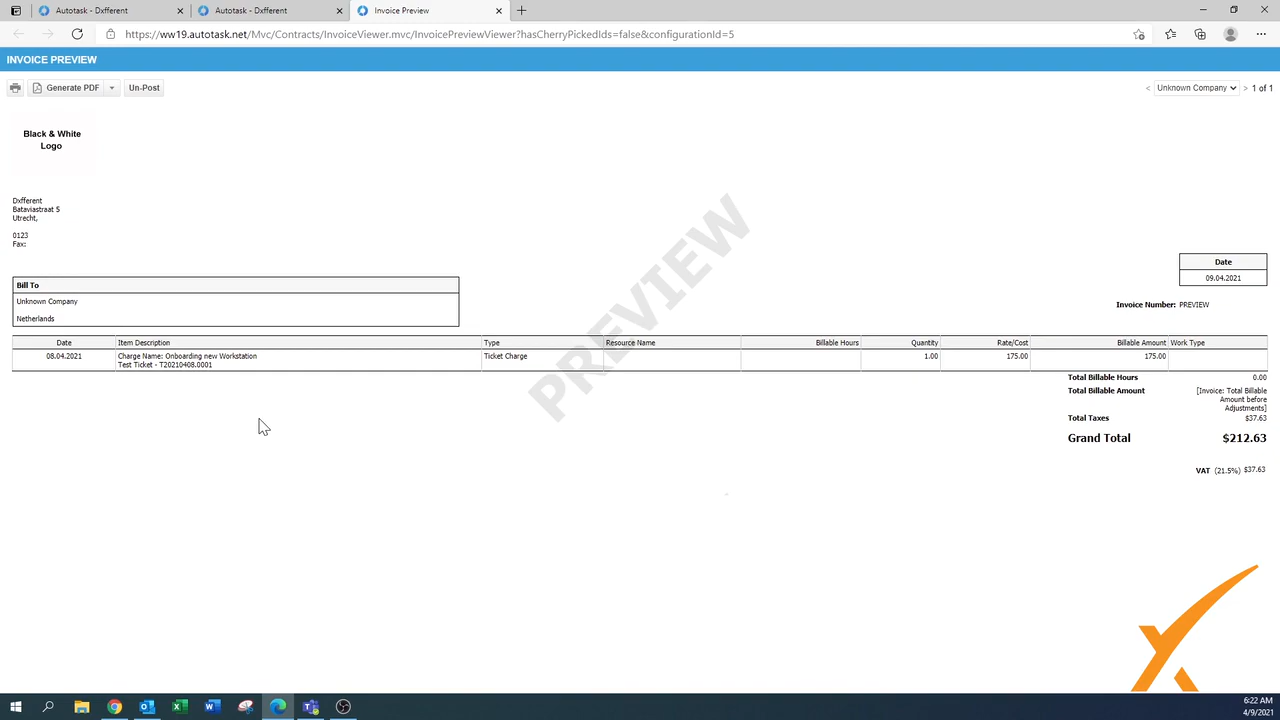 Autotask - Dxfferent
Autotask - Dxfferent
Invoice Preview
https://ww19.autotask.net/Mvc/Contracts/InvoiceViewer.mvc/InvoicePreviewViewer?hasCherryPickedIds=false&configurationId=5
INVOICE PREVIEW
Generate PDF
Un-Post
< Unknown Company > 1 of 1
Black & White
Logo
Dxfferent
Bataviastraat 5
Utrecht,
0123
Fax:
PREVIEW
Date
09.04.2021
Bill To
Unknown Company
Netherlands
Invoice Number: PREVIEW
Date Item Description Type Resource Name Billable Hours Quantity Rate/Cost Billable Amount Work Type
08.04.2021 Charge Name: Onboarding new Workstation Ticket Charge 1.00 175.00 175.00
Test Ticket - T20210408.0001
Total Billable Hours 0.00
Total Billable Amount [Invoice: Total Billable
Amount before
Adjustments]
Total Taxes $37.63
Grand Total $212.63
VAT (21.5%) $37.63
6:22 AM
4/9/2021